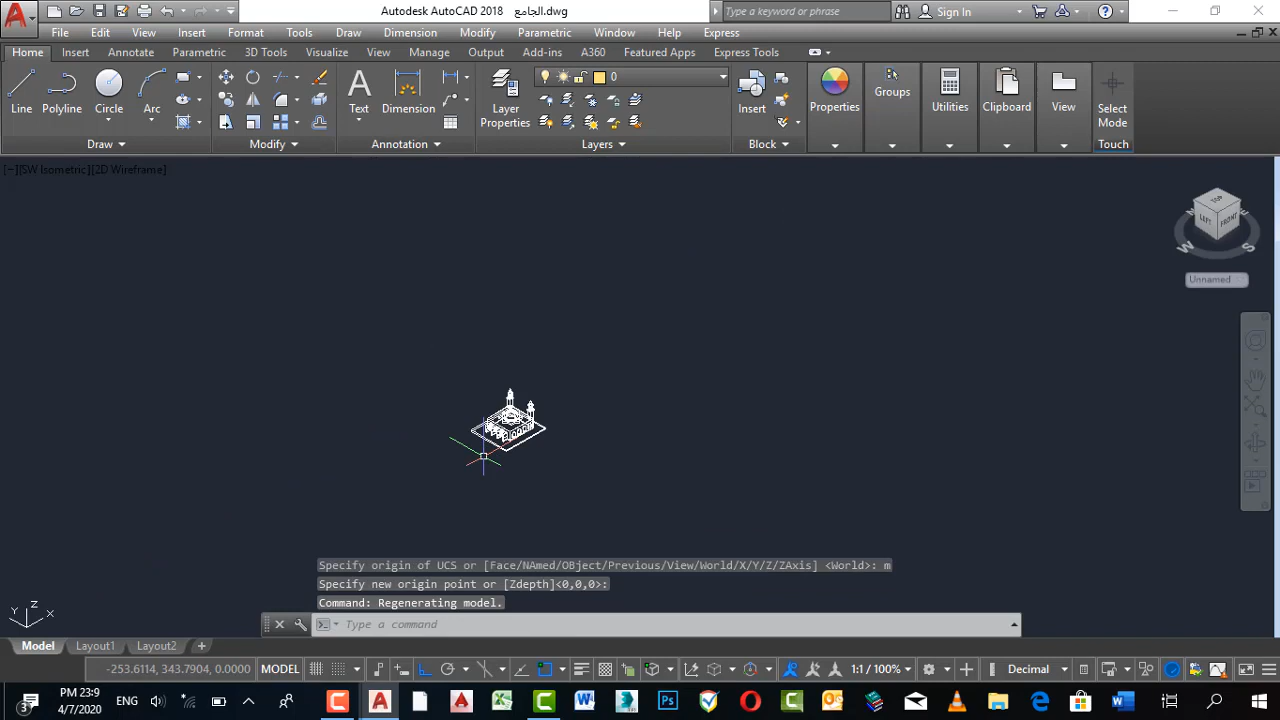 Autodesk AutoCAD 2018 الجامع.dwg
Type a keyword or phrase
Sign In
File Edit View Insert Format Tools Draw Dimension Modify Parametric Window Help Express
Home Insert Annotate Parametric 3D Tools Visualize View Manage Output Add-ins A360 Featured Apps Express Tools
0
Line Polyline Circle Arc Text Dimension Layer Properties Insert Properties Groups Utilities Clipboard View Select Mode
Draw Modify Annotation Layers Block Touch
[−][SW Isometric][2D Wireframe]
TOP
LEFT FRONT
W S
Unnamed
Specify origin of UCS or [Face/NAmed/OBject/Previous/View/World/X/Y/Z/ZAxis] <World>: m
Specify new origin point or [Zdepth]<0,0,0>:
Command: Regenerating model.
Type a command
Y Z X
Model Layout1 Layout2
-253.6114, 343.7904, 0.0000 MODEL 1:1 / 100% Decimal
PM 23:9
4/7/2020
ENG